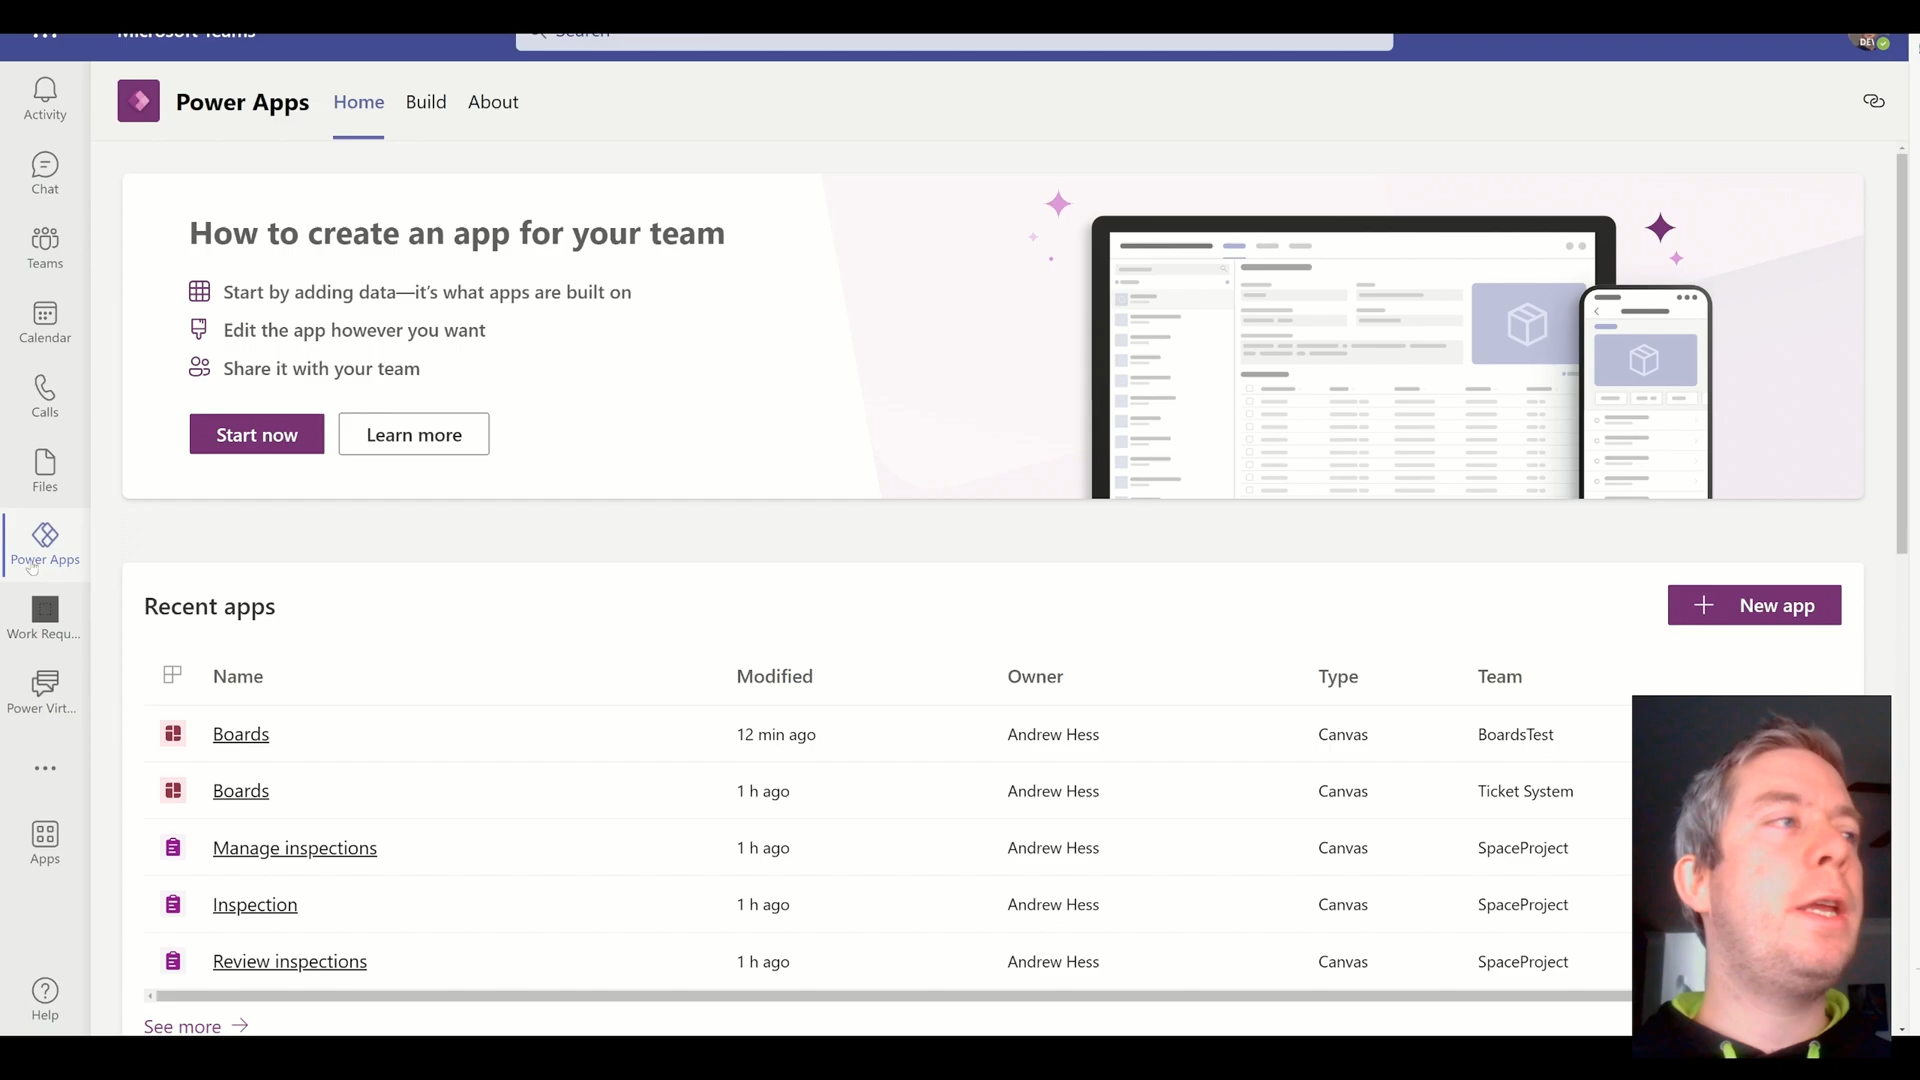 Microsoft Teams
Search
DEV
Activity
Chat
Teams
Calendar
Calls
Files
Power Apps
Work Requ...
Power Virt...
Apps
Help
Power Apps
Home
Build
About
How to create an app for your team
Start by adding data—it's what apps are built on
Edit the app however you want
Share it with your team
Start now
Learn more
Recent apps
New app
Name Modified Owner Type Team
Boards 12 min ago Andrew Hess Canvas BoardsTest
Boards 1 h ago Andrew Hess Canvas Ticket System
Manage inspections 1 h ago Andrew Hess Canvas SpaceProject
Inspection 1 h ago Andrew Hess Canvas SpaceProject
Review inspections 1 h ago Andrew Hess Canvas SpaceProject
See more